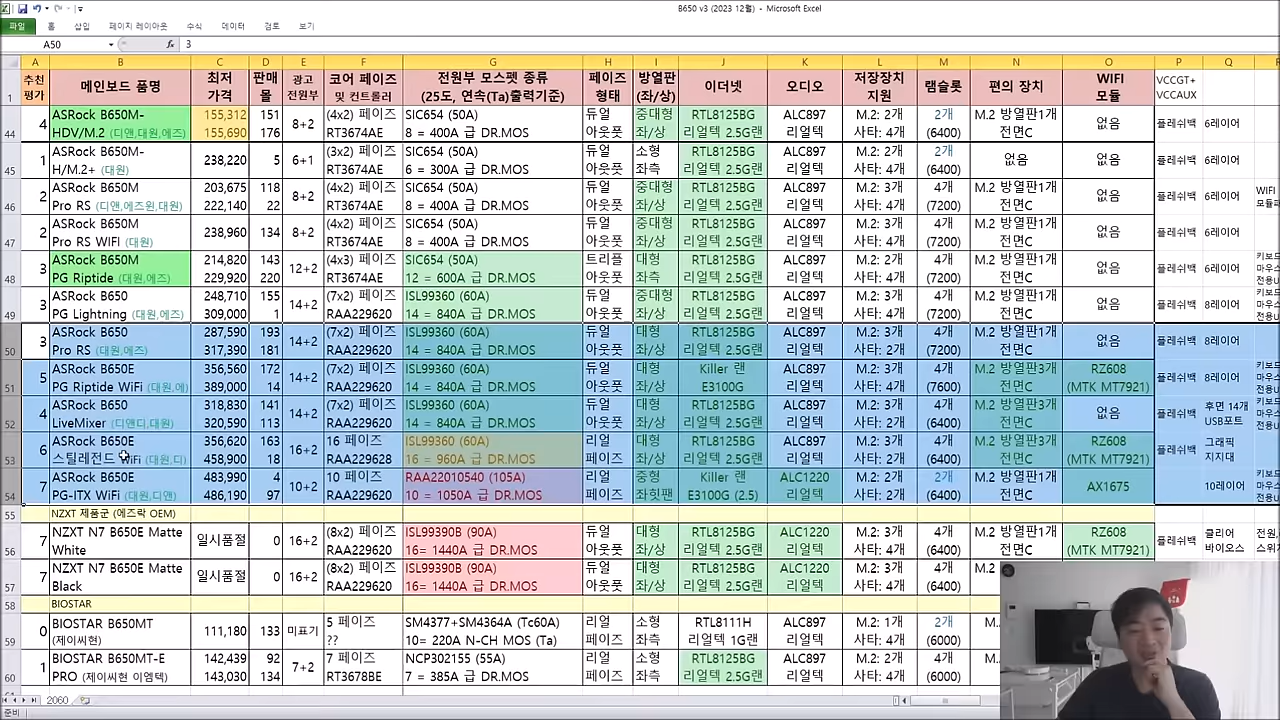 B650 v3 (2023 12월) - Microsoft Excel
파일 홈 삽입 페이지 레이아웃 수식 데이터 검토 보기
A50 fx 3
A B C D E F G H I J K L M N O P Q
1 추천 평가 메인보드 품명 최저 가격 판매 몰 광고 전원부 코어 페이즈 및 컨트롤러 전원부 모스펫 종류 (25도, 연속(Ta)출력기준) 페이즈 형태 방열판 (좌/상) 이더넷 오디오 저장장치 지원 램슬롯 편의 장치 WIFI 모듈 VCCGT+ VCCAUX
44 4 ASRock B650M- 155,312 151 8+2 (4x2) 페이즈 SIC654 (50A) 듀얼 중대형 RTL8125BG ALC897 M.2: 2개 2개 M.2 방열판1개 없음 플레쉬백 6레이어
HDV/M.2 (디앤,대원,에즈) 155,690 176 RT3674AE 8 = 400A 급 DR.MOS 아웃풋 좌/상 리얼텍 2.5G랜 리얼텍 사타: 4개 (6400) 전면C
45 1 ASRock B650M- 238,220 5 6+1 (3x2) 페이즈 SIC654 (50A) 듀얼 소형 RTL8125BG ALC897 M.2: 2개 2개 없음 없음 플레쉬백 6레이어
H/M.2+ (대원) RT3674AE 6 = 300A 급 DR.MOS 아웃풋 좌측 리얼텍 2.5G랜 리얼텍 사타: 4개 (6400)
46 2 ASRock B650M 203,675 118 8+2 (4x2) 페이즈 SIC654 (50A) 듀얼 중대형 RTL8125BG ALC897 M.2: 3개 4개 M.2 방열판1개 없음 플레쉬백 6레이어 WIFI
Pro RS (디앤,에즈윈,대원) 222,140 22 RT3674AE 8 = 400A 급 DR.MOS 아웃풋 좌/상 리얼텍 2.5G랜 리얼텍 사타: 4개 (7200) 전면C
47 2 ASRock B650M 238,960 134 8+2 (4x2) 페이즈 SIC654 (50A) 듀얼 중대형 RTL8125BG ALC897 M.2: 3개 4개 M.2 방열판1개 없음 플레쉬백 6레이어
Pro RS WIFI (대원) RT3674AE 8 = 400A 급 DR.MOS 아웃풋 좌/상 리얼텍 2.5G랜 리얼텍 사타: 4개 (7200) 전면C
48 3 ASRock B650M 214,820 143 12+2 (4x3) 페이즈 SIC654 (50A) 트리플 대형 RTL8125BG ALC897 M.2: 3개 4개 M.2 방열판1개 없음 플레쉬백 6레이어
PG Riptide (대원,에즈) 229,920 220 RT3674AE 12 = 600A 급 DR.MOS 아웃풋 좌측 리얼텍 2.5G랜 리얼텍 사타: 4개 (7200) 전면C
49 3 ASRock B650 248,710 155 14+2 (7x2) 페이즈 ISL99360 (60A) 듀얼 중대형 RTL8125BG ALC897 M.2: 3개 4개 M.2 방열판1개 없음 플레쉬백 8레이어
PG Lightning (대원,에즈) 309,000 1 RAA229620 14 = 840A 급 DR.MOS 아웃풋 좌/상 리얼텍 2.5G랜 리얼텍 사타: 4개 (7200) 전면C
50 3 ASRock B650 287,590 193 14+2 (7x2) 페이즈 ISL99360 (60A) 듀얼 대형 RTL8125BG ALC897 M.2: 3개 4개 M.2 방열판1개 없음 플레쉬백 8레이어
Pro RS (대원,에즈) 317,390 181 RAA229620 14 = 840A 급 DR.MOS 아웃풋 좌/상 리얼텍 2.5G랜 리얼텍 사타: 2개 (7200) 전면C
51 5 ASRock B650E 356,560 172 14+2 (7x2) 페이즈 ISL99360 (60A) 듀얼 대형 Killer 랜 ALC897 M.2: 3개 4개 M.2 방열판3개 RZ608 플레쉬백 8레이어
PG Riptide WiFi (대원,에) 389,000 14 RAA229620 14 = 840A 급 DR.MOS 아웃풋 좌/상 E3100G 리얼텍 사타: 4개 (7600) 전면C (MTK MT7921)
52 4 ASRock B650 318,830 141 14+2 (7x2) 페이즈 ISL99360 (60A) 듀얼 대형 RTL8125BG ALC897 M.2: 3개 4개 M.2 방열판3개 없음 플레쉬백 후면 14개
LiveMixer (디앤디,대원) 320,590 113 RAA229620 14 = 840A 급 DR.MOS 아웃풋 좌/상 리얼텍 2.5G랜 리얼텍 사타: 2개 (6400) 전면C USB포트
53 6 ASRock B650E 356,620 163 16+2 16 페이즈 ISL99360 (60A) 리얼 대형 RTL8125BG ALC897 M.2: 3개 4개 M.2 방열판3개 RZ608 플레쉬백 그래픽
스틸레전드 WiFi (대원,디) 458,900 18 RAA229620 16 = 960A 급 DR.MOS 페이즈 좌/상 리얼텍 2.5G랜 리얼텍 사타: 2개 (6400) 전면C (MTK MT7921) 지지대
54 7 ASRock B650E 483,990 4 10+2 10 페이즈 RAA22010540 (105A) 리얼 중형 Killer 랜 ALC1220 M.2: 2개 2개 M.2 방열판1개 AX1675 10레이어
PG-ITX WiFi (대원,디앤) 486,190 97 RAA229620 10 = 1050A 급 DR.MOS 페이즈 좌힛팬 E3100G (2.5) 리얼텍 사타: 2개 (6400) 전면C
55 NZXT 제품군 (에즈락 OEM)
56 7 NZXT N7 B650E Matte 일시품절 0 16+2 (8x2) 페이즈 ISL99390B (90A) 듀얼 대형 RTL8125BG ALC1220 M.2: 3개 4개 M.2 방열판1개 RZ608 플레쉬백 클리어 전원,
White RAA229620 16= 1440A 급 DR.MOS 아웃풋 좌/상 리얼텍 2.5G랜 리얼텍 사타: 4개 (6400) 전면C (MTK MT7921) 바이오스
57 7 NZXT N7 B650E Matte 일시품절 0 16+2 (8x2) 페이즈 ISL99390B (90A) 듀얼 대형 RTL8125BG ALC1220 M.2: 3개 4개 M.2
Black RAA229620 16= 1440A 급 DR.MOS 아웃풋 좌/상 리얼텍 2.5G랜 리얼텍 사타: 4개 (6400)
58 BIOSTAR
59 0 BIOSTAR B650MT 111,180 133 미표기 5 페이즈 SM4377+SM4364A (Tc60A) 리얼 소형 RTL8111H ALC897 M.2: 1개 2개
(제이씨현) ?? 10= 220A N-CH MOS (Ta) 페이즈 좌측 리얼텍 1G랜 리얼텍 사타: 4개 (6000)
60 1 BIOSTAR B650MT-E 142,439 92 7+2 7 페이즈 NCP302155 (55A) 리얼 소형 RTL8125BG ALC897 M.2: 2개 4개
PRO (제이씨현 이엠텍) 143,030 134 RT3678BE 7 = 385A 급 DR.MOS 페이즈 좌측 리얼텍 2.5G랜 리얼텍 사타: 4개 (6000)
2060
준비